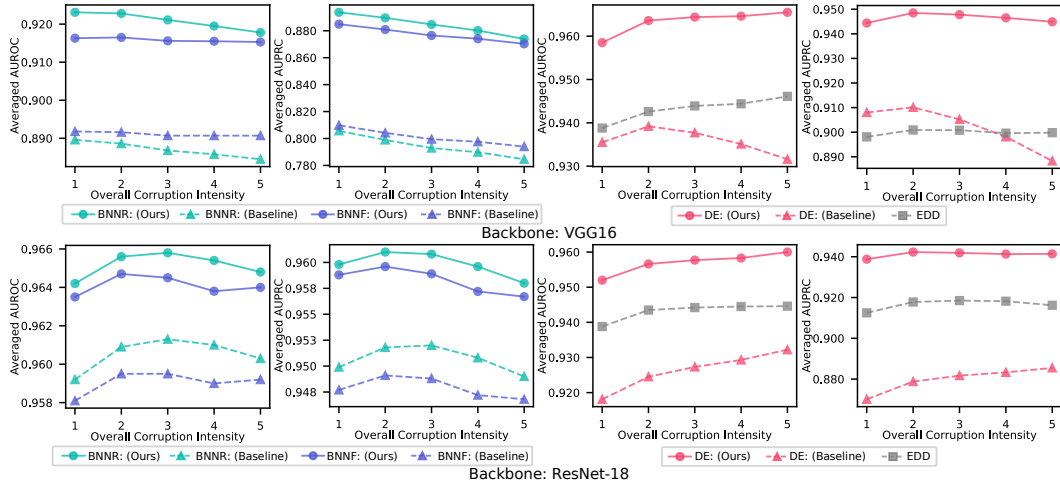 Averaged AUROC
0.920
0.910
0.900
0.890
1 2 3 4 5
Overall Corruption Intensity
Averaged AUPRC
0.880
0.860
0.840
0.820
0.800
0.780
1 2 3 4 5
Overall Corruption Intensity
Averaged AUROC
0.960
0.950
0.940
0.930
1 2 3 4 5
Overall Corruption Intensity
Averaged AUPRC
0.950
0.940
0.930
0.920
0.910
0.900
0.890
1 2 3 4 5
Overall Corruption Intensity
BNNR: (Ours) BNNR: (Baseline) BNNF: (Ours) BNNF: (Baseline)
DE: (Ours) DE: (Baseline) EDD
Backbone: VGG16
Averaged AUROC
0.966
0.964
0.962
0.960
0.958
1 2 3 4 5
Overall Corruption Intensity
Averaged AUPRC
0.960
0.958
0.955
0.953
0.950
0.948
1 2 3 4 5
Overall Corruption Intensity
Averaged AUROC
0.960
0.950
0.940
0.930
0.920
1 2 3 4 5
Overall Corruption Intensity
Averaged AUPRC
0.940
0.920
0.900
0.880
1 2 3 4 5
Overall Corruption Intensity
BNNR: (Ours) BNNR: (Baseline) BNNF: (Ours) BNNF: (Baseline)
DE: (Ours) DE: (Baseline) EDD
Backbone: ResNet-18